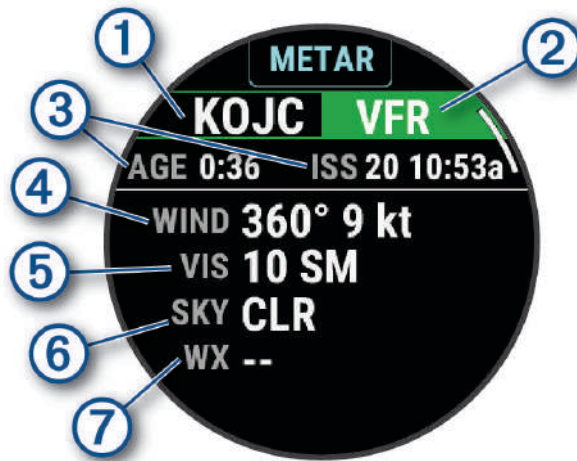 METAR
1
2
KOJC VFR
3
AGE 0:36 ISS 20 10:53a
4
WIND 360° 9 kt
5
VIS 10 SM
6
SKY CLR
7
WX --